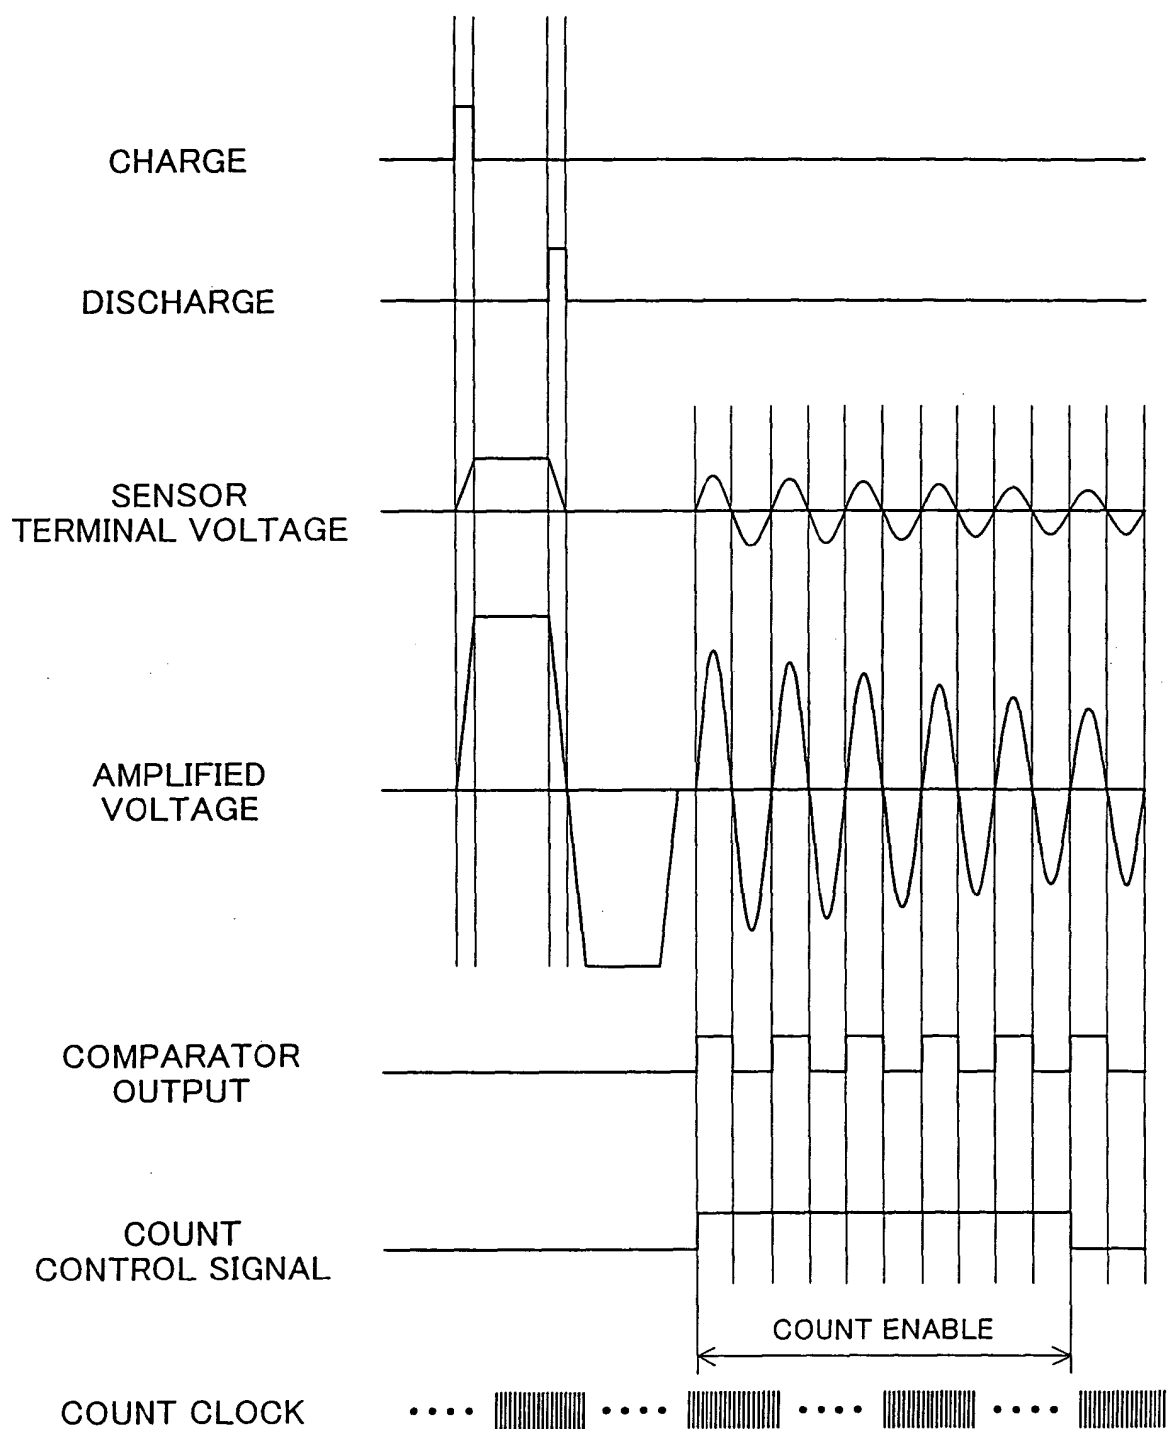 CHARGE
DISCHARGE
SENSOR
TERMINAL VOLTAGE
AMPLIFIED
VOLTAGE
COMPARATOR
OUTPUT
COUNT
CONTROL SIGNAL
COUNT ENABLE
COUNT CLOCK